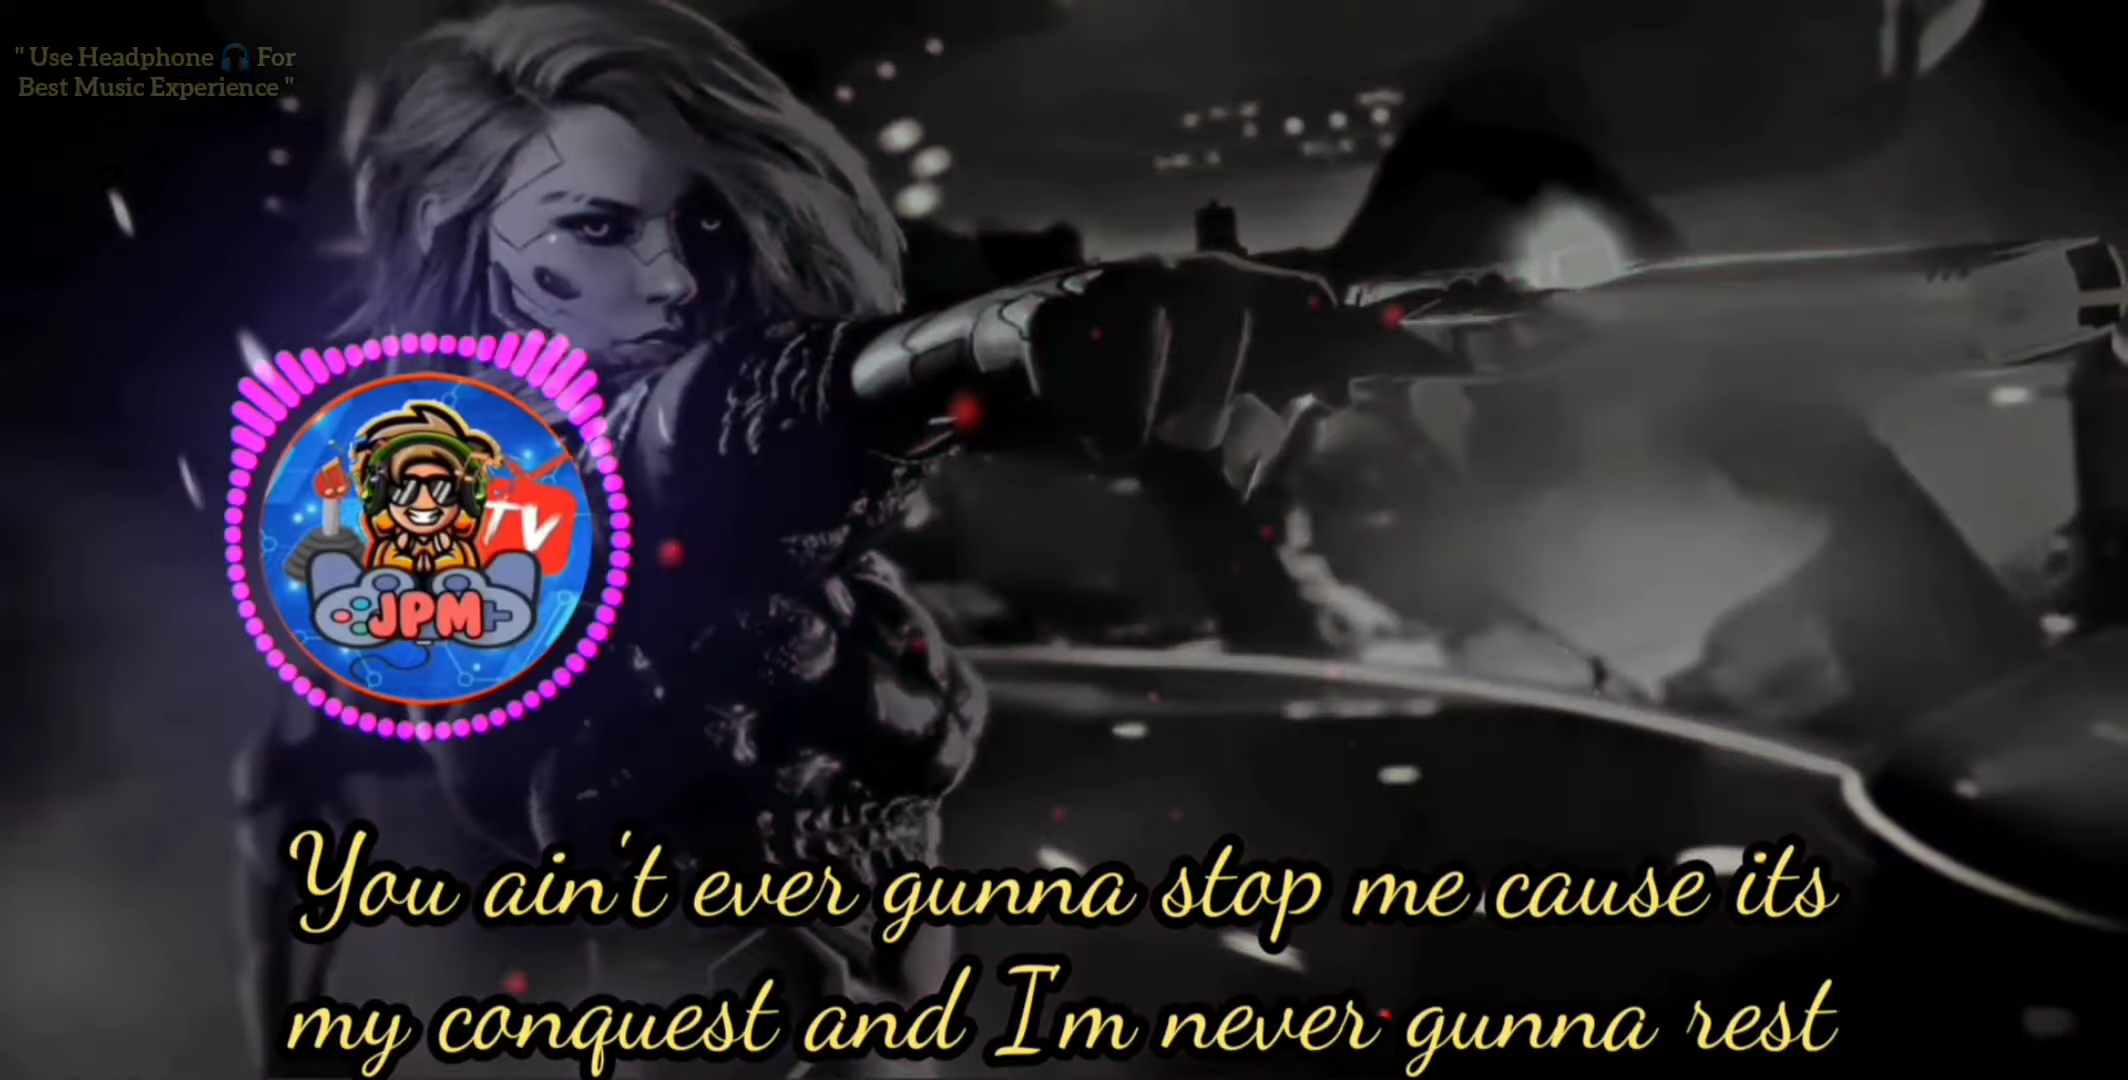 " Use Headphone 🎧 For
Best Music Experience "
TV
JPM
You ain't ever gunna stop me cause its
my conquest and I'm never gunna rest